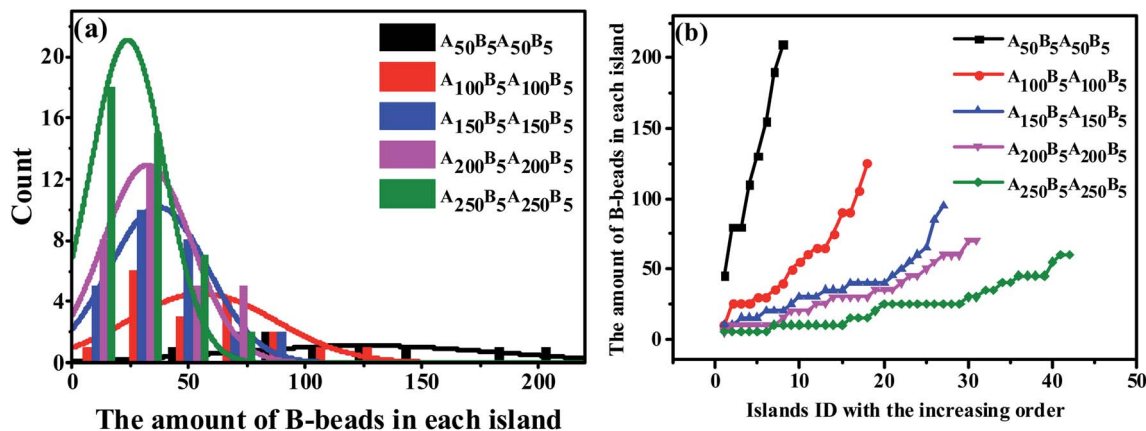 (a)
A50B5A50B5
A100B5A100B5
A150B5A150B5
A200B5A200B5
A250B5A250B5
Count
20
16
12
8
4
0
0 50 100 150 200
The amount of B-beads in each island
(b)
A50B5A50B5
A100B5A100B5
A150B5A150B5
A200B5A200B5
A250B5A250B5
The amount of B-beads in each island
200
150
100
50
0
0 10 20 30 40 50
Islands ID with the increasing order